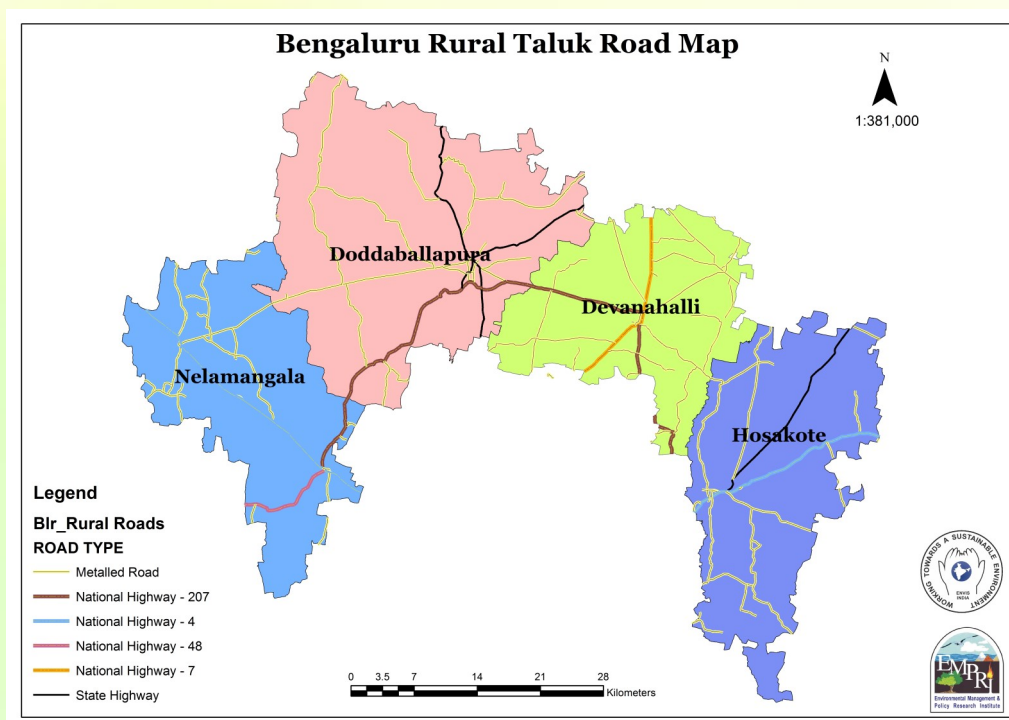 Bengaluru Rural Taluk Road Map
N
1:381,000
Doddaballapura
Devanahalli
Nelamangala
Hosakote
Legend
Blr_Rural Roads
ROAD TYPE
Metalled Road
National Highway - 207
National Highway - 4
National Highway - 48
National Highway - 7
State Highway
0 3.5 7 14 21 28
Kilometers
WORKING TOWARDS A SUSTAINABLE ENVIRONMENT
ENVIS
INDIA
EMPRI
Environmental Management &
Policy Research Institute